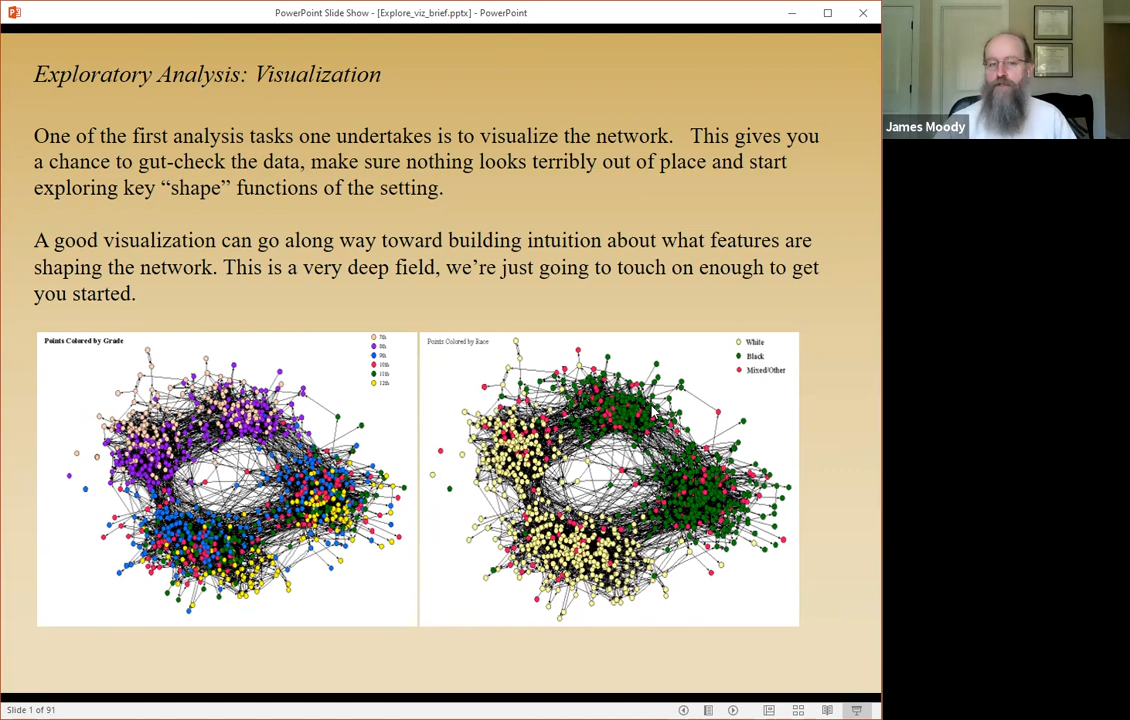 PowerPoint Slide Show - [Explore_viz_brief.pptx] - PowerPoint
Exploratory Analysis: Visualization
One of the first analysis tasks one undertakes is to visualize the network. This gives you
a chance to gut-check the data, make sure nothing looks terribly out of place and start
exploring key “shape” functions of the setting.
A good visualization can go along way toward building intuition about what features are
shaping the network. This is a very deep field, we’re just going to touch on enough to get
you started.
Points Colored by Grade
7th
8th
9th
10th
11th
12th
Points Colored by Race
White
Black
Mixed/Other
James Moody
Slide 1 of 91